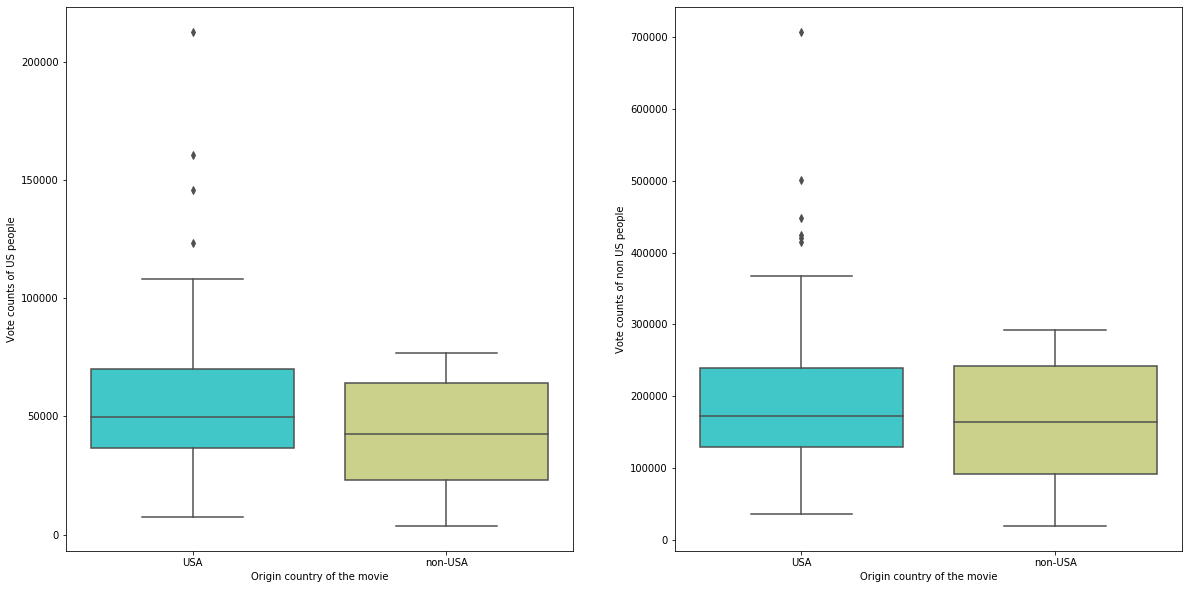 Vote counts of US people
200000
150000
100000
50000
0
USA
non-USA
Origin country of the movie
Vote counts of non US people
700000
600000
500000
400000
300000
200000
100000
0
USA
non-USA
Origin country of the movie